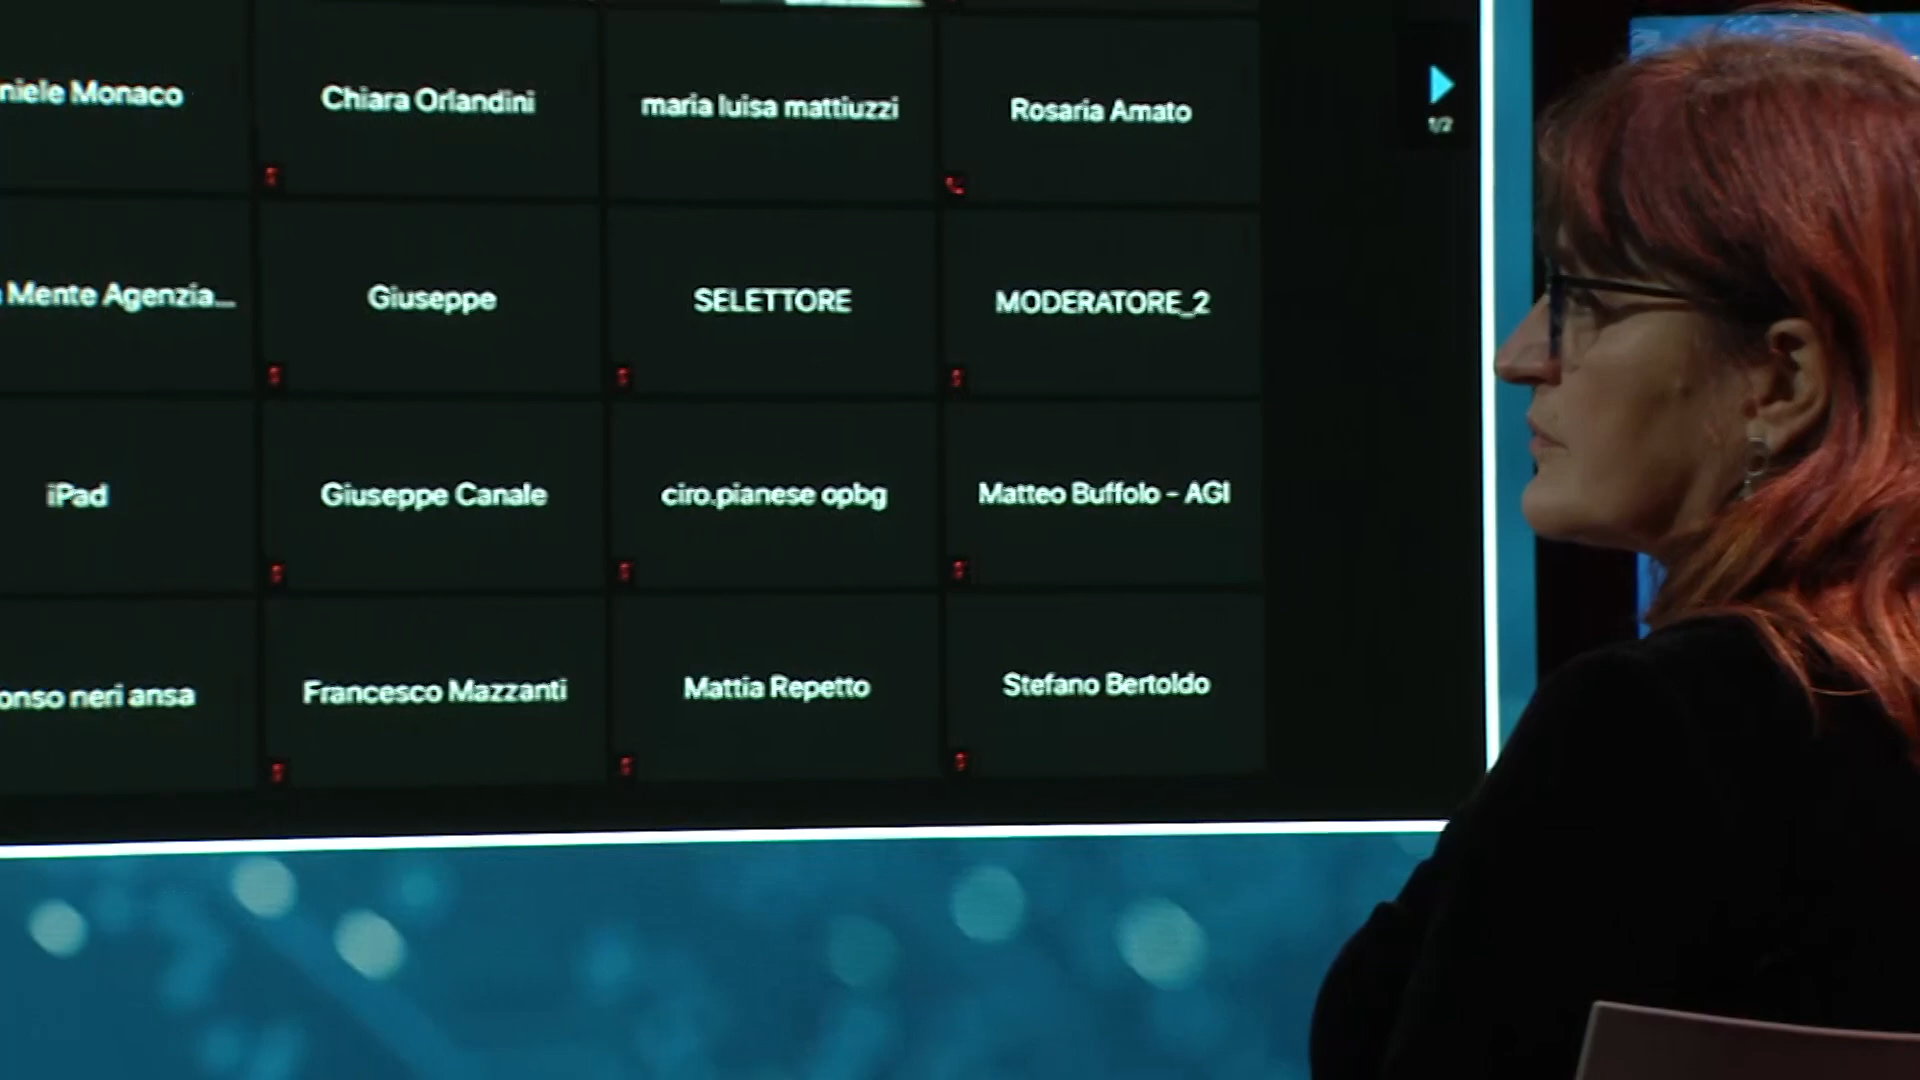 niele Monaco
Chiara Orlandini
maria luisa mattiuzzi
Rosaria Amato
1/2
Mente Agenzia...
Giuseppe
SELETTORE
MODERATORE_2
iPad
Giuseppe Canale
ciro.pianese opbg
Matteo Buffolo - AGI
onso neri ansa
Francesco Mazzanti
Mattia Repetto
Stefano Bertoldo